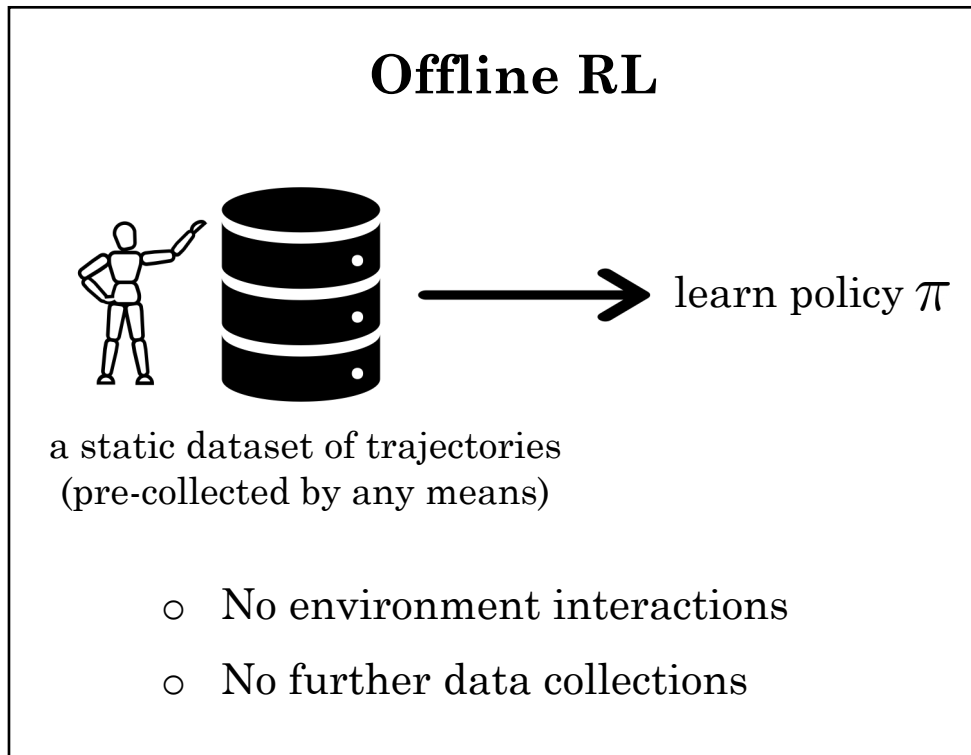 Offline RL
learn policy π
a static dataset of trajectories
(pre-collected by any means)
○ No environment interactions
○ No further data collections